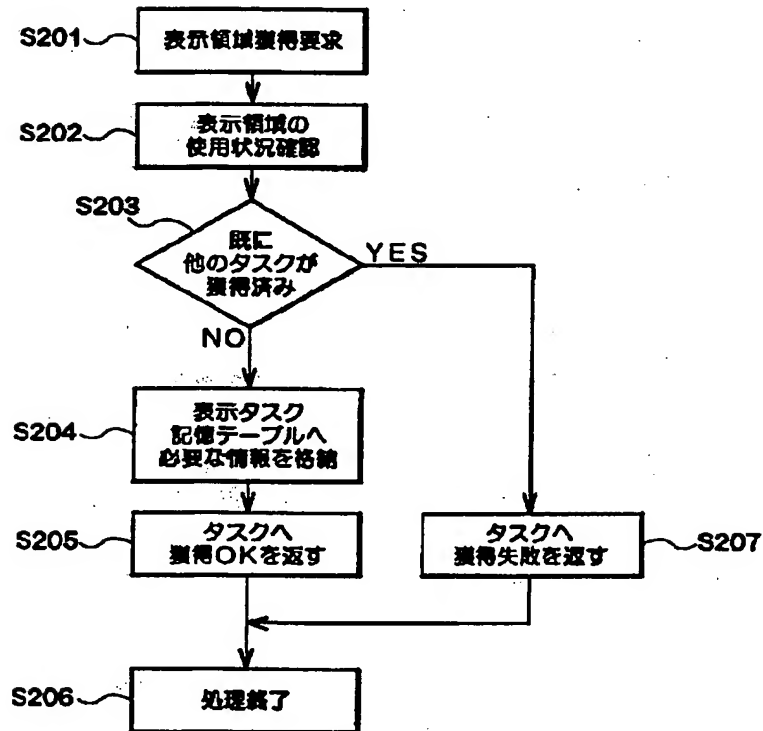 S201
表示領域獲得要求
S202
表示領域の
使用状況確認
S203
既に
他のタスクが
獲得済み
YES
NO
S204
表示タスク
記憶テーブルへ
必要な情報を格納
S205
タスクへ
獲得OKを返す
タスクへ
獲得失敗を返す
S207
S206
処理終了